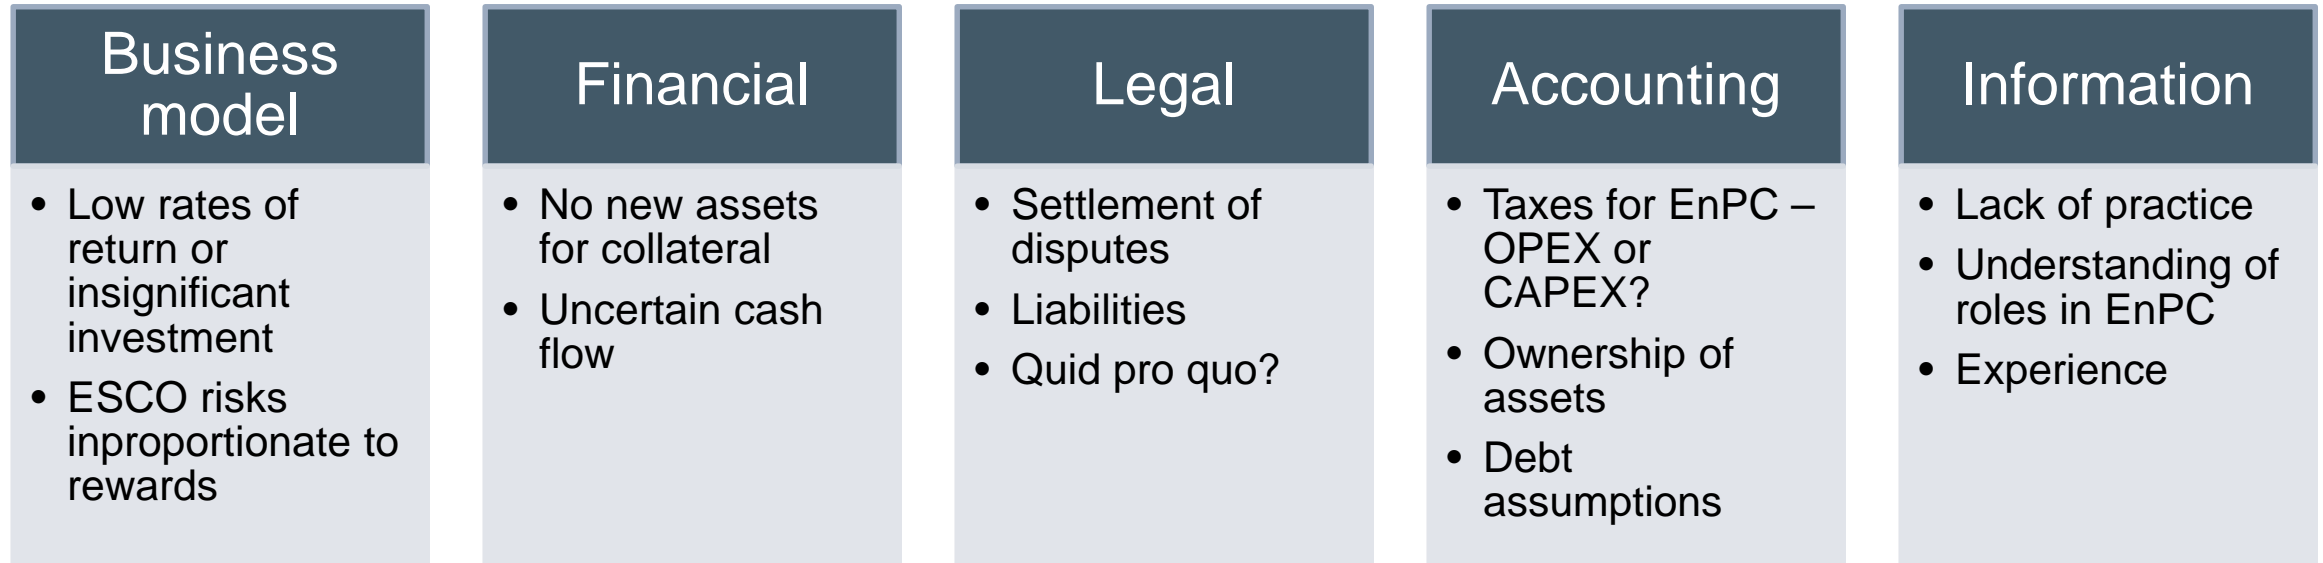 Business
model
• Low rates of
return or
insignificant
investment
• ESCO risks
inproportionate to
rewards
Financial
• No new assets
for collateral
• Uncertain cash
flow
Legal
• Settlement of
disputes
• Liabilities
• Quid pro quo?
Accounting
• Taxes for EnPC –
OPEX or
CAPEX?
• Ownership of
assets
• Debt
assumptions
Information
• Lack of practice
• Understanding of
roles in EnPC
• Experience